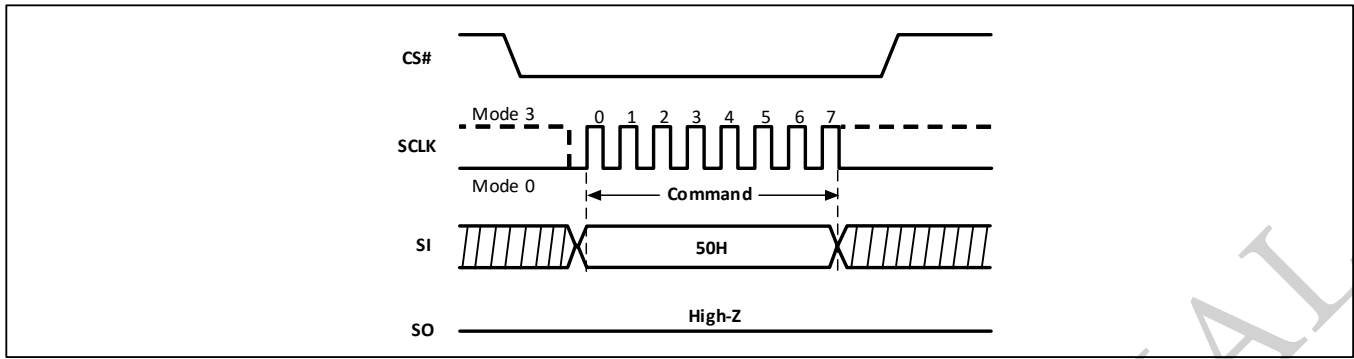 CS#
Mode 3
0 1 2 3 4 5 6 7
SCLK
Mode 0
Command
SI
50H
High-Z
SO